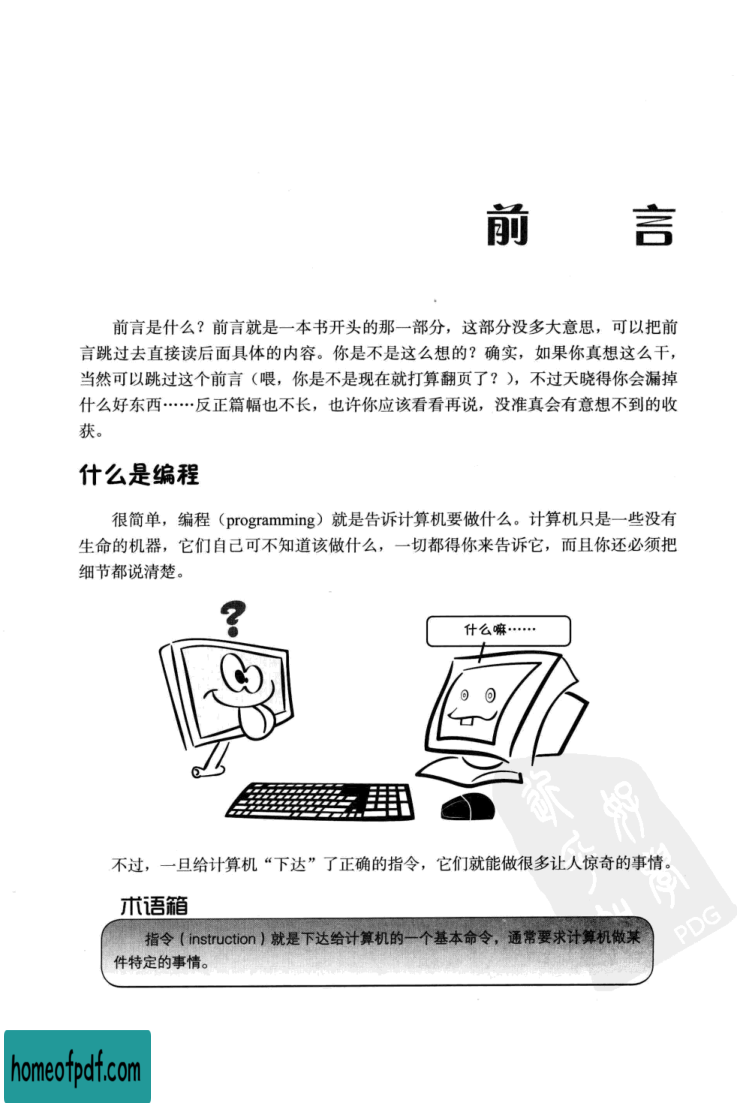 前 言
前言是什么？前言就是一本书开头的那一部分，这部分没多大意思，可以把前
言跳过去直接读后面具体的内容。你是不是这么想的？确实，如果你真想这么干，
当然可以跳过这个前言（喂，你是不是现在就打算翻页了？），不过天晓得你会漏掉
什么好东西……反正篇幅也不长，也许你应该看看再说，没准真会有意想不到的收
获。
什么是编程
很简单，编程（programming）就是告诉计算机要做什么。计算机只是一些没有
生命的机器，它们自己可不知道该做什么，一切都得你来告诉它，而且你还必须把
细节都说清楚。
?
什么嘛……
不过，一旦给计算机“下达”了正确的指令，它们就能做很多让人惊奇的事情。
术语箱
指令（instruction）就是下达给计算机的一个基本命令，通常要求计算机做某
件特定的事情。
PDG
homeofpdf.com